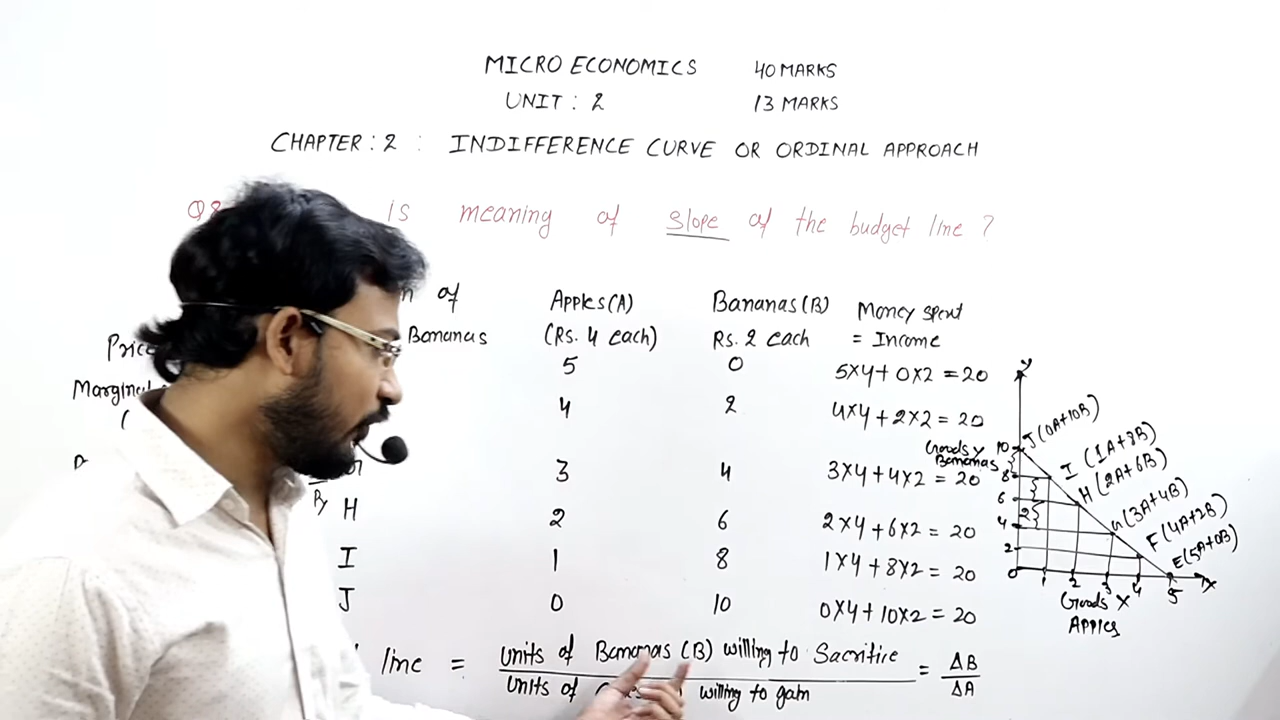 MICRO ECONOMICS 40 MARKS
UNIT : 2 13 MARKS
CHAPTER : 2 : INDIFFERENCE CURVE OR ORDINAL APPROACH
Q8 is meaning of slope of the budget line ?
of Apples(A) Bananas(B) Money spent
Bananas (Rs. 4 each) Rs. 2 each = Income
Price
Marginal
5 0 5x4+0x2=20
4 2 4x4+2x2=20
3 4 3x4+4x2=20
Py
H 2 6 2x4+6x2=20
I 1 8 1x4+8x2=20
J 0 10 0x4+10x2=20
line = units of Bananas (B) willing to Sacrifice = ΔB
units of willing to gain ΔA
Y
J(0A+10B)
I (1A+8B)
H(2A+6B)
G(3A+4B)
F(4A+2B)
E(5A+0B)
Goods Y
Bananas
10
8
6
2
4
2
0 1 2 3 4 5 X
Goods X
Apples